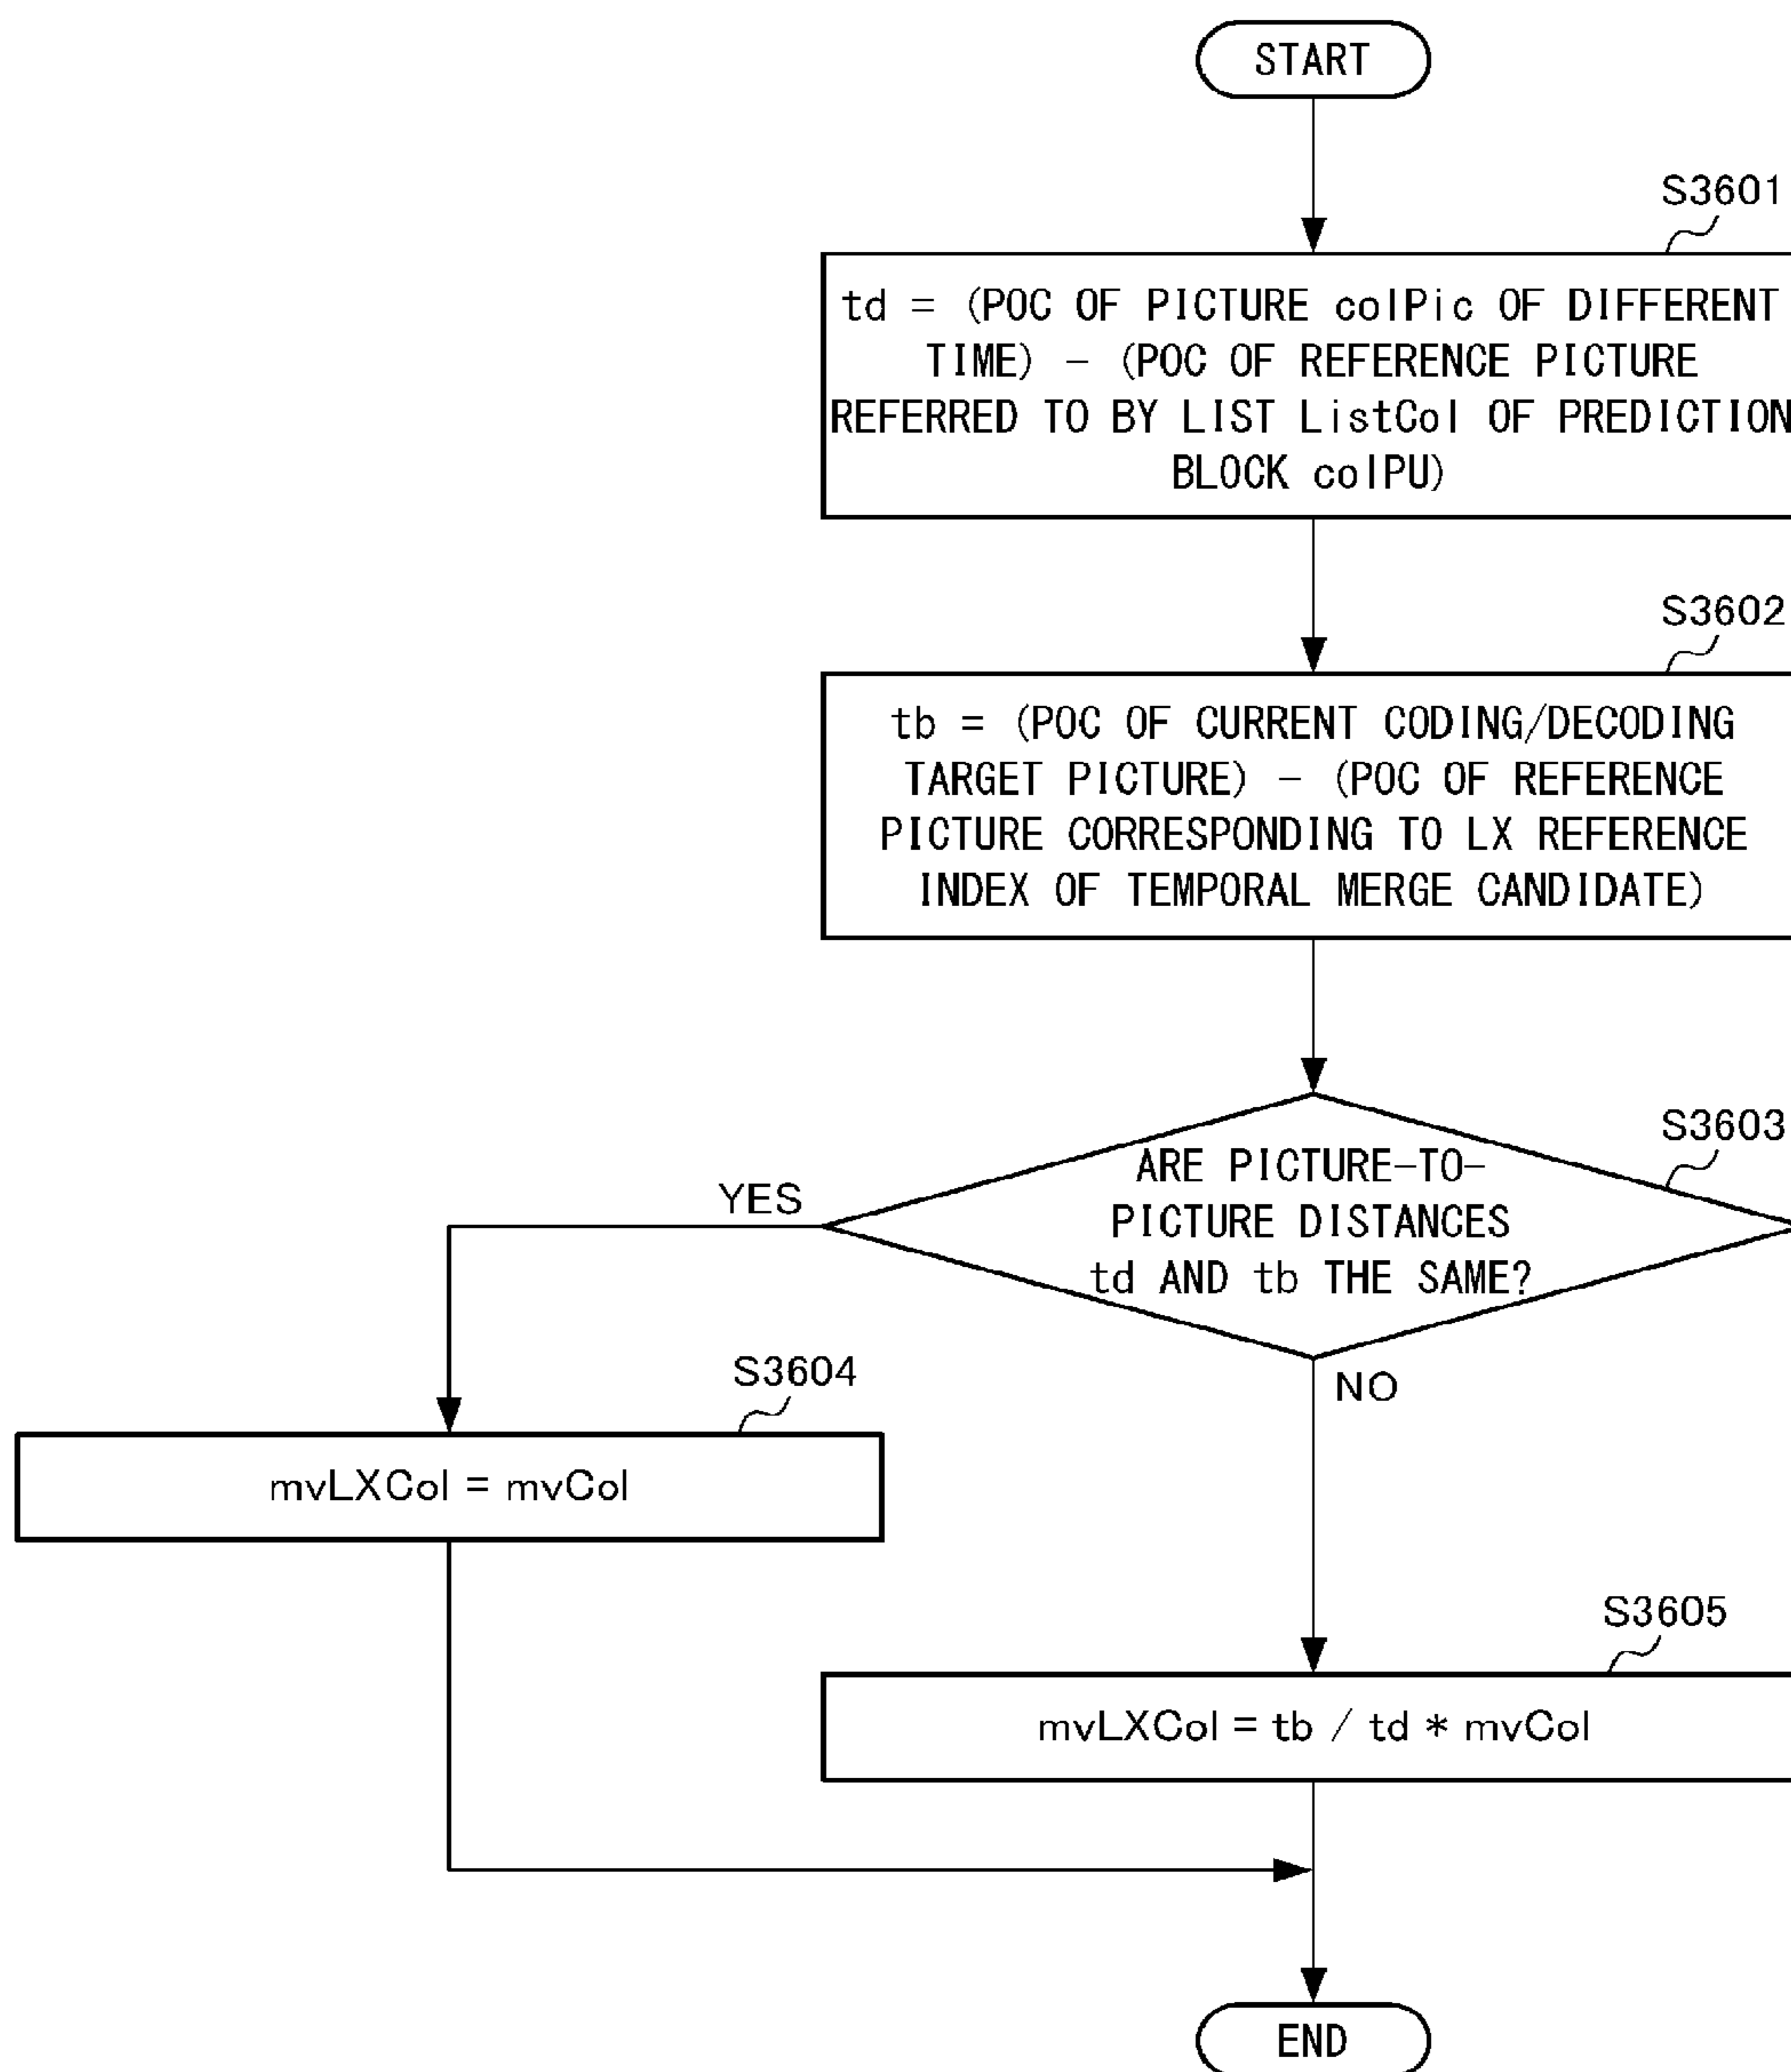 START
S3601
td = (POC OF PICTURE colPic OF DIFFERENT
TIME) - (POC OF REFERENCE PICTURE
REFERRED TO BY LIST ListCol OF PREDICTION
BLOCK colPU)
S3602
tb = (POC OF CURRENT CODING/DECODING
TARGET PICTURE) - (POC OF REFERENCE
PICTURE CORRESPONDING TO LX REFERENCE
INDEX OF TEMPORAL MERGE CANDIDATE)
S3603
ARE PICTURE-TO-
PICTURE DISTANCES
td AND tb THE SAME?
YES
NO
S3604
mvLXCol = mvCol
S3605
mvLXCol = tb / td * mvCol
END